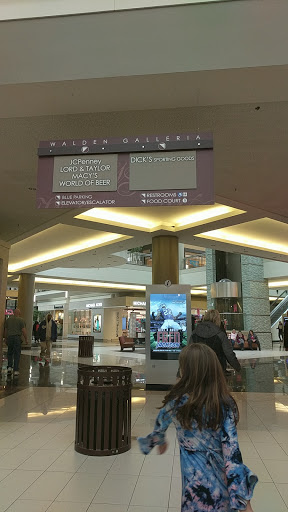 WALDEN GALLERIA
JCPenney
LORD & TAYLOR
MACY'S
WORLD OF BEER
BLUE PARKING
ELEVATOR/ESCALATOR
DICK'S SPORTING GOODS
RESTROOMS
FOOD COURT